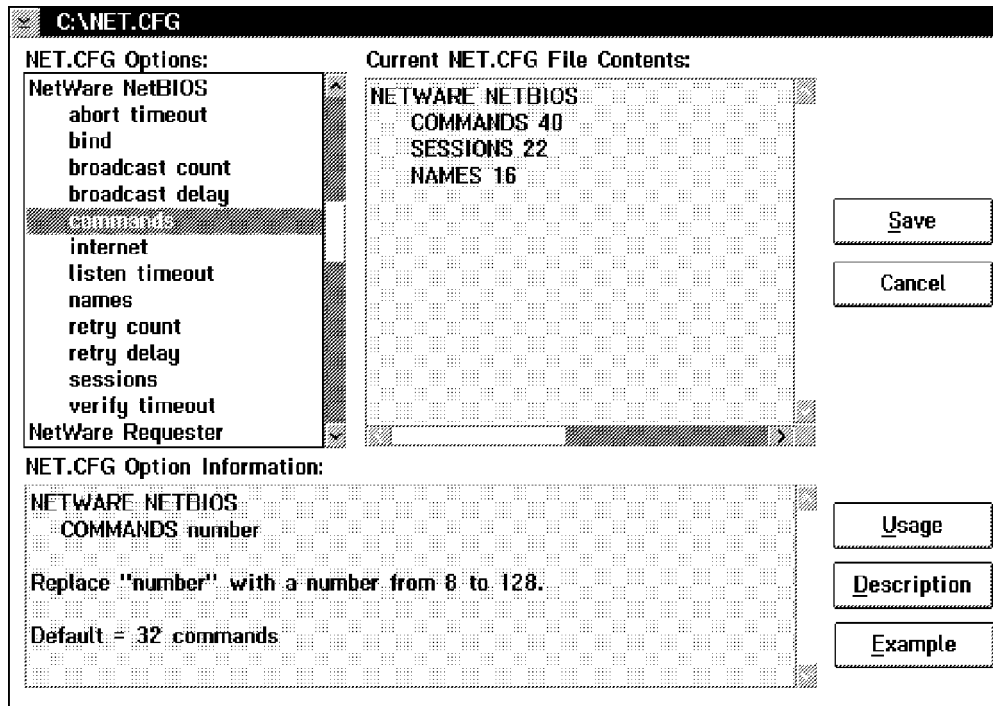 C:\NET.CFG
NET.CFG Options:
NetWare NetBIOS
abort timeout
bind
broadcast count
broadcast delay
commands
internet
listen timeout
names
retry count
retry delay
sessions
verify timeout
NetWare Requester
Current NET.CFG File Contents:
NETWARE NETBIOS
COMMANDS 40
SESSIONS 22
NAMES 16
Save
Cancel
NET.CFG Option Information:
NETWARE NETBIOS
COMMANDS number
Replace "number" with a number from 8 to 128.
Default = 32 commands
Usage
Description
Example